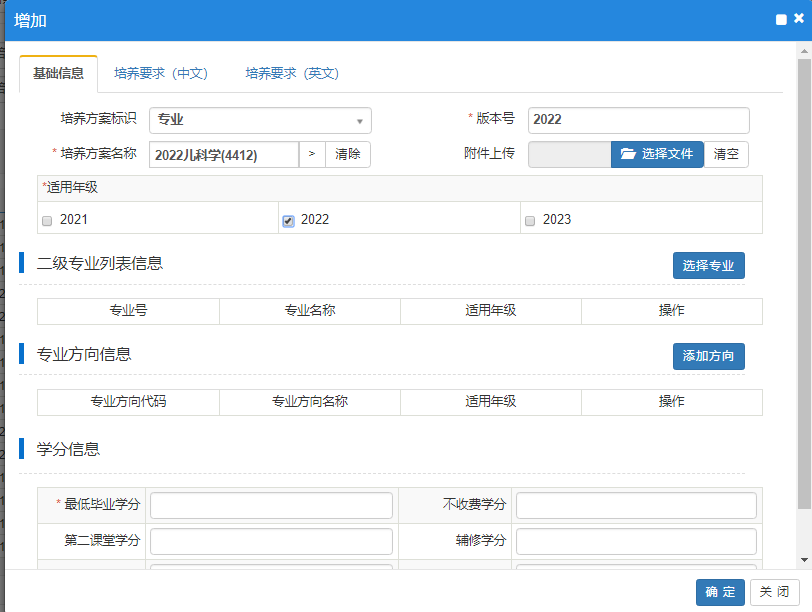 增加
基础信息 培养要求（中文） 培养要求（英文）
培养方案标识 专业 * 版本号 2022
* 培养方案名称 2022儿科学(4412) > 清除 附件上传 选择文件 清空
*适用年级
2021 2022 2023
二级专业列表信息 选择专业
专业号 专业名称 适用年级 操作
专业方向信息 添加方向
专业方向代码 专业方向名称 适用年级 操作
学分信息
* 最低毕业学分 不收费学分
第二课堂学分 辅修学分
确定 关闭